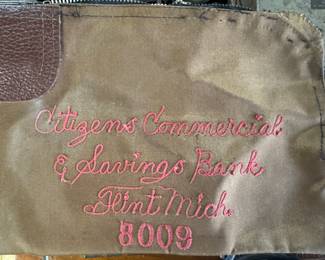 Citizens Commercial
& Savings Bank
Flint Mich.
8009